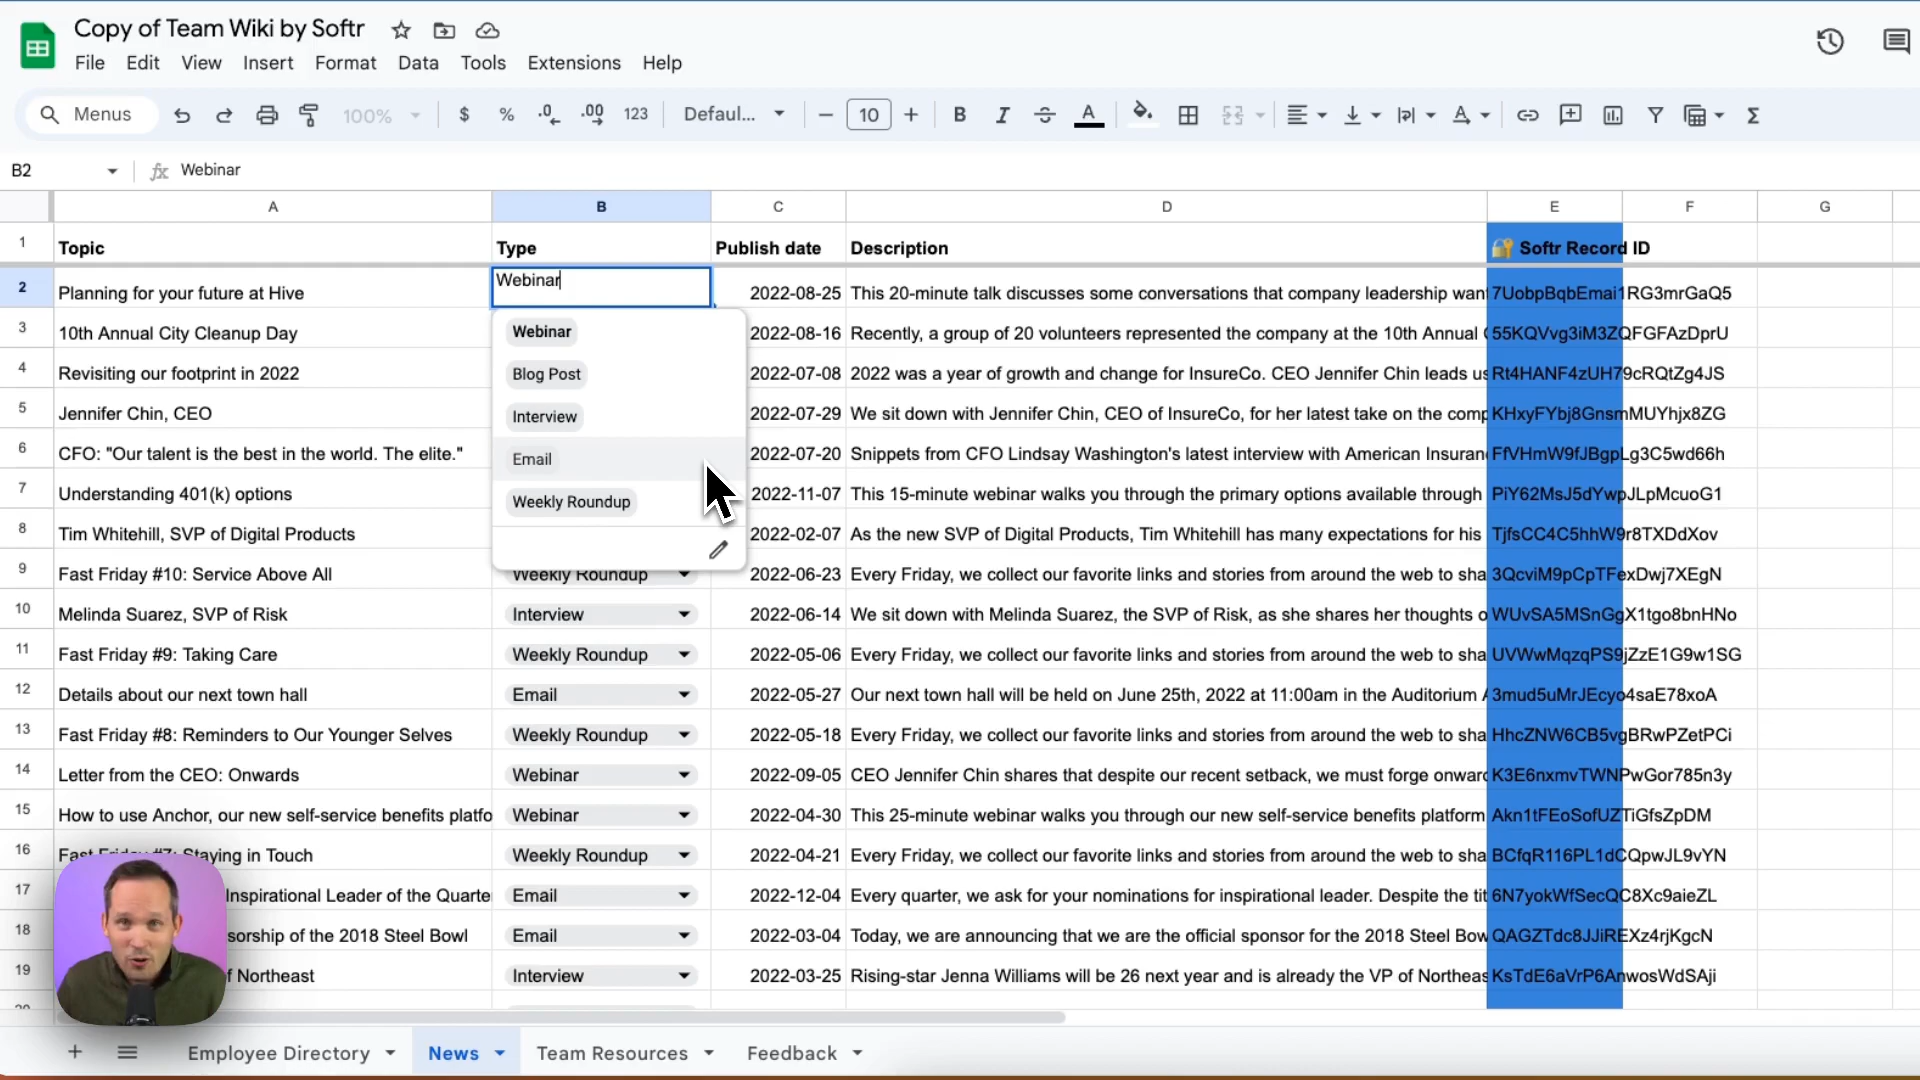 Copy of Team Wiki by Softr
File Edit View Insert Format Data Tools Extensions Help
Menus 100% $ % .0 .00 123 Defaul... 10 B I A A Σ
B2 fx Webinar
A B C D E F G
1 Topic Type Publish date Description 🔐 Softr Record ID
2 Planning for your future at Hive Webinar 2022-08-25 This 20-minute talk discusses some conversations that company leadership wan 7UobpBqbEmai1RG3mrGaQ5
3 10th Annual City Cleanup Day Webinar 2022-08-16 Recently, a group of 20 volunteers represented the company at the 10th Annual 55KQVvg3iM3ZQFGFAzDprU
4 Revisiting our footprint in 2022 Blog Post 2022-07-08 2022 was a year of growth and change for InsureCo. CEO Jennifer Chin leads us Rt4HANF4zUH79cRQtZg4JS
5 Jennifer Chin, CEO Interview 2022-07-29 We sit down with Jennifer Chin, CEO of InsureCo, for her latest take on the comp KHxyFYbj8GnsmMUYhjx8ZG
6 CFO: "Our talent is the best in the world. The elite." Email 2022-07-20 Snippets from CFO Lindsay Washington's latest interview with American Insuran FfVHmW9fJBgpLg3C5wd66h
7 Understanding 401(k) options Weekly Roundup 2022-11-07 This 15-minute webinar walks you through the primary options available through PiY62MsJ5dYwpJLpMcuoG1
8 Tim Whitehill, SVP of Digital Products 2022-02-07 As the new SVP of Digital Products, Tim Whitehill has many expectations for his TjfsCC4C5hhW9r8TXDdXov
9 Fast Friday #10: Service Above All Weekly Roundup 2022-06-23 Every Friday, we collect our favorite links and stories from around the web to sha 3QcviM9pCpTFexDwj7XEgN
10 Melinda Suarez, SVP of Risk Interview 2022-06-14 We sit down with Melinda Suarez, the SVP of Risk, as she shares her thoughts o WUvSA5MSnGgX1tgo8bnHNo
11 Fast Friday #9: Taking Care Weekly Roundup 2022-05-06 Every Friday, we collect our favorite links and stories from around the web to sha UVWwMqzqPS9jZzE1G9w1SG
12 Details about our next town hall Email 2022-05-27 Our next town hall will be held on June 25th, 2022 at 11:00am in the Auditorium 3mud5uMrJEcyo4saE78xoA
13 Fast Friday #8: Reminders to Our Younger Selves Weekly Roundup 2022-05-18 Every Friday, we collect our favorite links and stories from around the web to sha HhcZNW6CB5vgBRwPZetPCi
14 Letter from the CEO: Onwards Webinar 2022-09-05 CEO Jennifer Chin shares that despite our recent setback, we must forge onward K3E6nxmvTWNPwGor785n3y
15 How to use Anchor, our new self-service benefits platfo Webinar 2022-04-30 This 25-minute webinar walks you through our new self-service benefits platform Akn1tFEoSofUZTiGfsZpDM
16 Fast Friday #7: Staying in Touch Weekly Roundup 2022-04-21 Every Friday, we collect our favorite links and stories from around the web to sha BCfqR116PL1dCQpwJL9vYN
17 Inspirational Leader of the Quarte Email 2022-12-04 Every quarter, we ask for your nominations for inspirational leader. Despite the tit 6N7yokWfSecQC8Xc9aieZL
18 sorship of the 2018 Steel Bowl Email 2022-03-04 Today, we are announcing that we are the official sponsor for the 2018 Steel Bow QAGZTdc8JJiREXz4rjKgcN
19 f Northeast Interview 2022-03-25 Rising-star Jenna Williams will be 26 next year and is already the VP of Northeas KsTdE6aVrP6AnwosWdSAji
Employee Directory News Team Resources Feedback